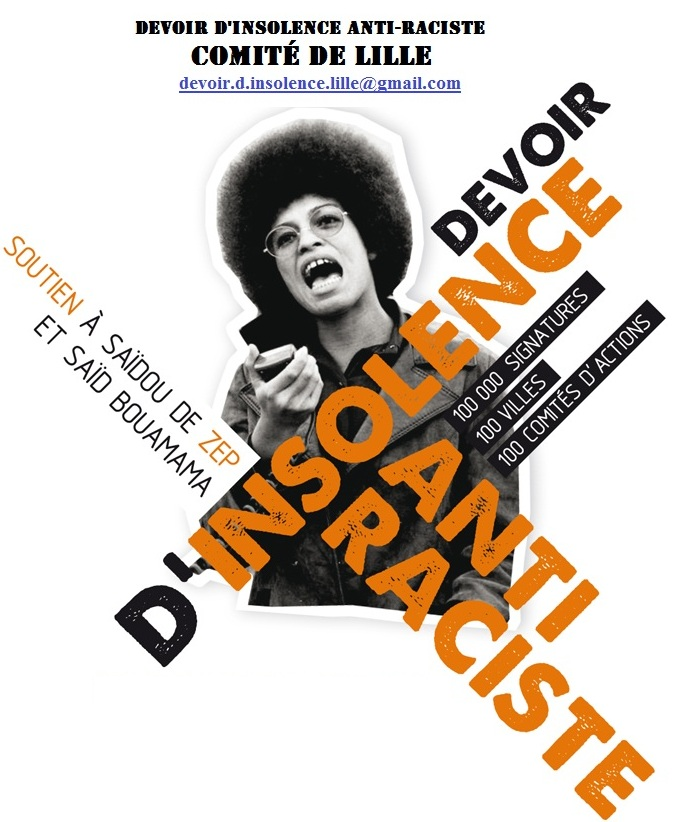 DEVOIR D'INSOLENCE ANTI-RACISTE
COMITÉ DE LILLE
devoir.d.insolence.lille@gmail.com
SOUTIEN À SAÏDOU DE ZEP
ET SAÏD BOUAMAMA
DEVOIR
D'INSOLENCE
ANTI
RACISTE
100 000 SIGNATURES
100 VILLES
100 COMITÉS D'ACTIONS